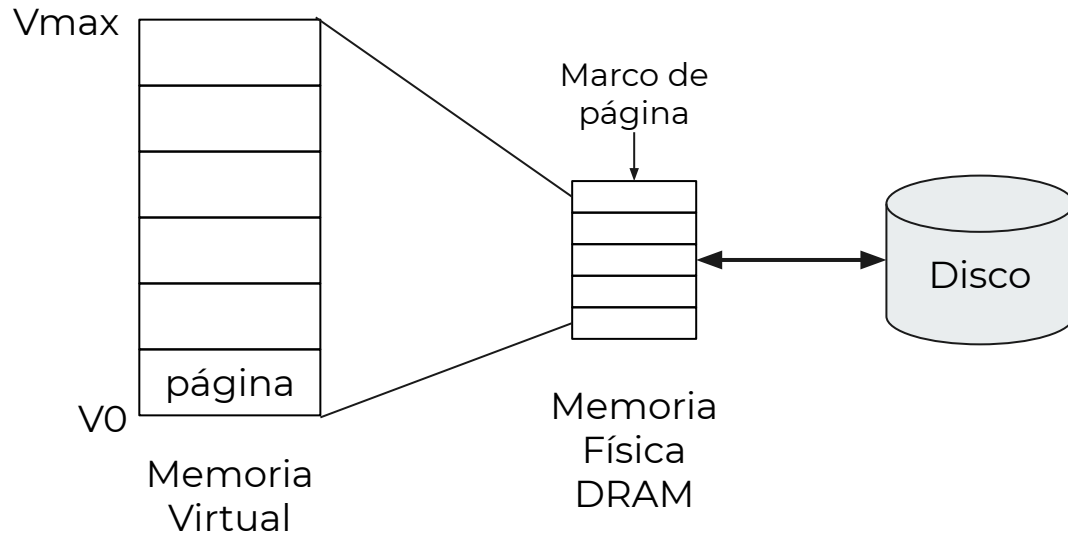 Vmax
página
V0
Memoria
Virtual
Marco de
página
Memoria
Física
DRAM
Disco